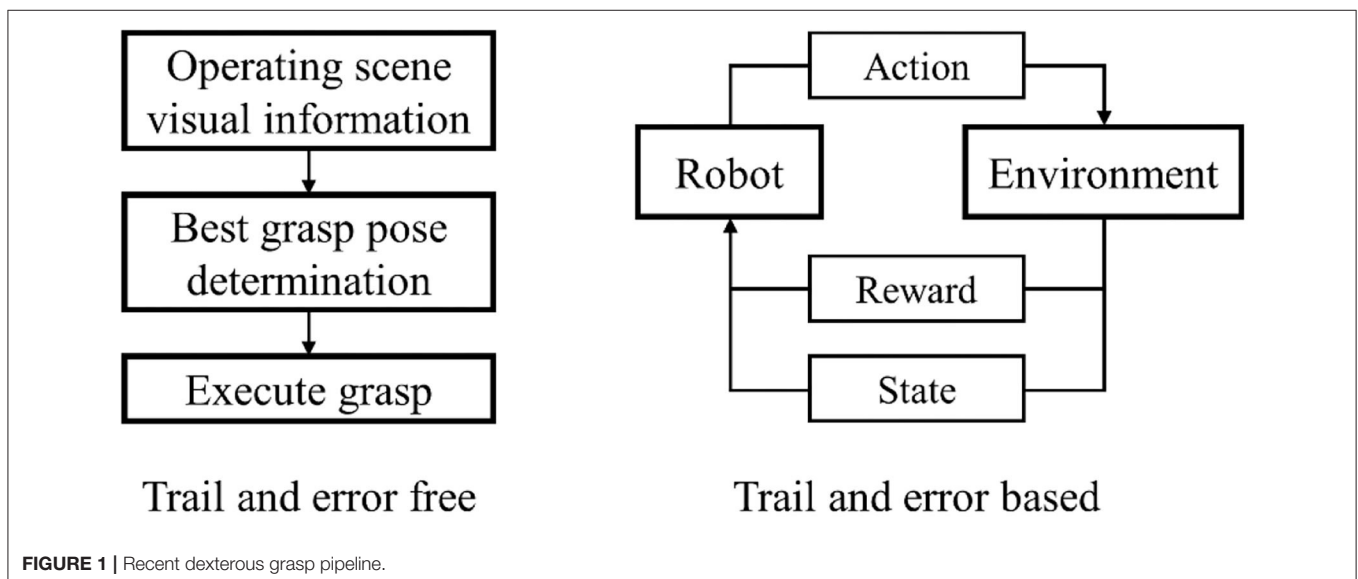 Operating scene
visual information
Best grasp pose
determination
Execute grasp
Trail and error free
Action
Robot
Environment
Reward
State
Trail and error based
FIGURE 1 | Recent dexterous grasp pipeline.